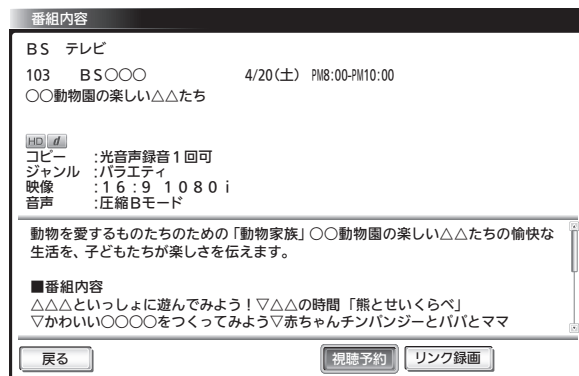 番組内容
BS テレビ
103 BS○○○ 4/20(土) PM8:00-PM10:00
○○動物園の楽しい△△たち
HD d
コピー :光音声録音1回可
ジャンル :バラエティ
映像 :16:9 1080i
音声 :圧縮Bモード
動物を愛するものたちのための「動物家族」○○動物園の楽しい△△たちの愉快な
生活を、子どもたちが楽しさを伝えます。
■番組内容
△△△といっしょに遊んでみよう!▽△△の時間「熊とせいくらべ」
▽かわいい○○○○をつくってみよう▽赤ちゃんチンパンジーとパパとママ
戻る 視聴予約 リンク録画